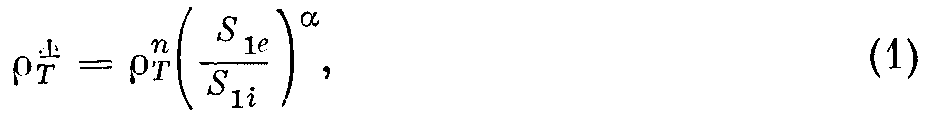 ρ_T^± = ρ_T^n (S_{1e} / S_{1i})^α, (1)